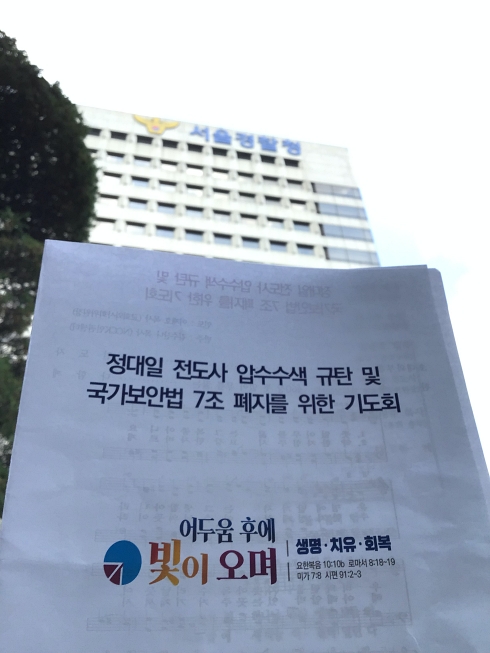 서울경찰청
정대일 전도사 압수수색 규탄 및
국가보안법 7조 폐지를 위한 기도회
어두움 후에
빛이 오며
생명·치유·회복
요한복음 10:10b 로마서 8:18~19
미가 7:8 시편 91:2~3